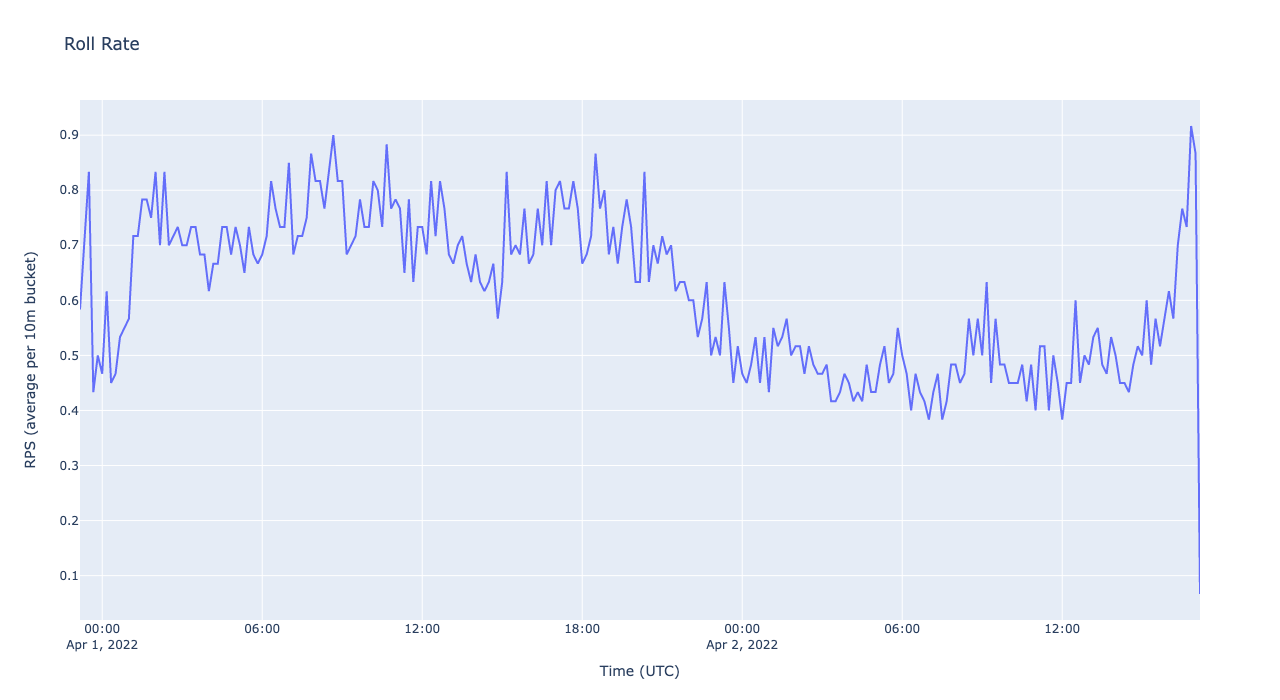 Roll Rate
RPS (average per 10m bucket)
0.9
0.8
0.7
0.6
0.5
0.4
0.3
0.2
0.1
00:00 06:00 12:00 18:00 00:00 06:00 12:00
Apr 1, 2022 Apr 2, 2022
Time (UTC)